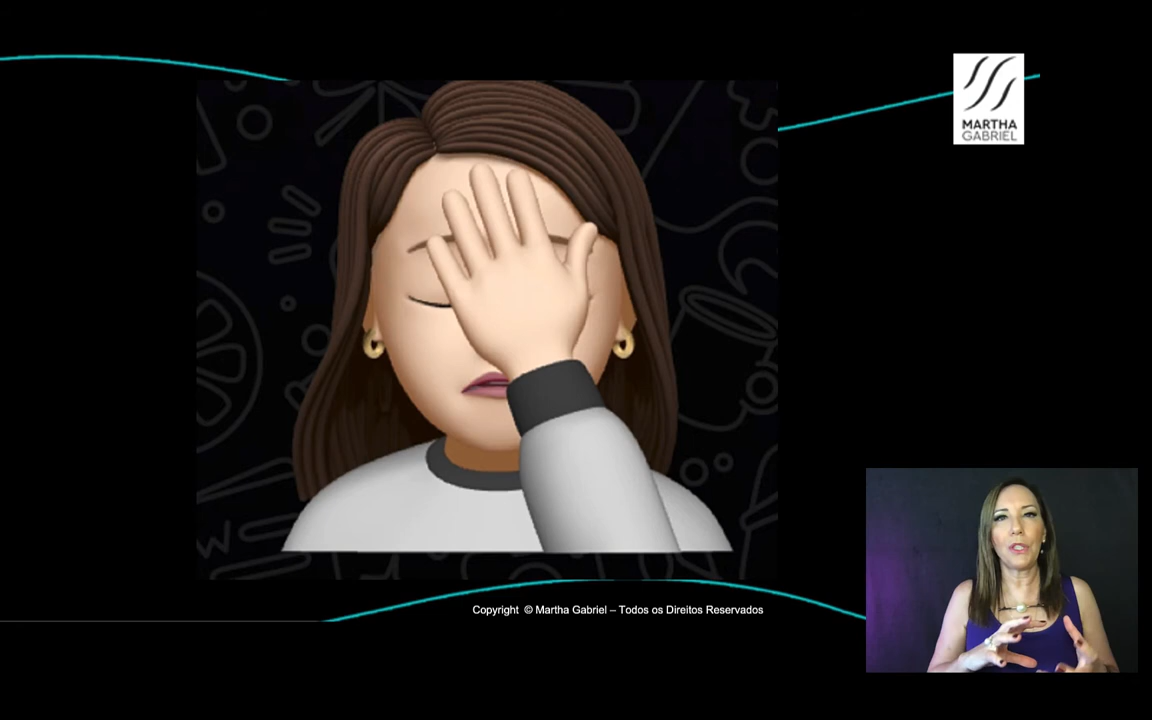 MARTHA
GABRIEL
Copyright © Martha Gabriel – Todos os Direitos Reservados